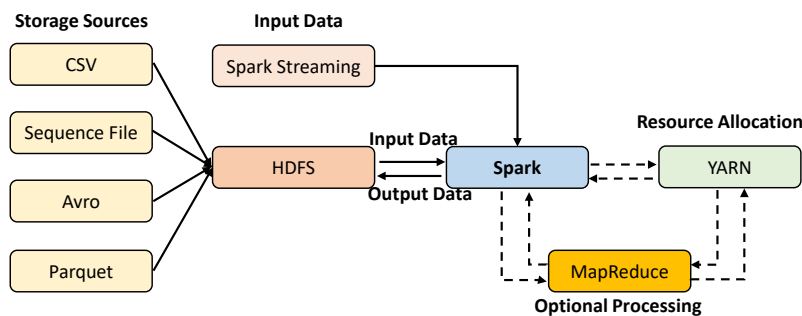 Storage Sources
Input Data
CSV
Spark Streaming
Sequence File
Input Data
Resource Allocation
HDFS
Spark
YARN
Output Data
Avro
Parquet
MapReduce
Optional Processing